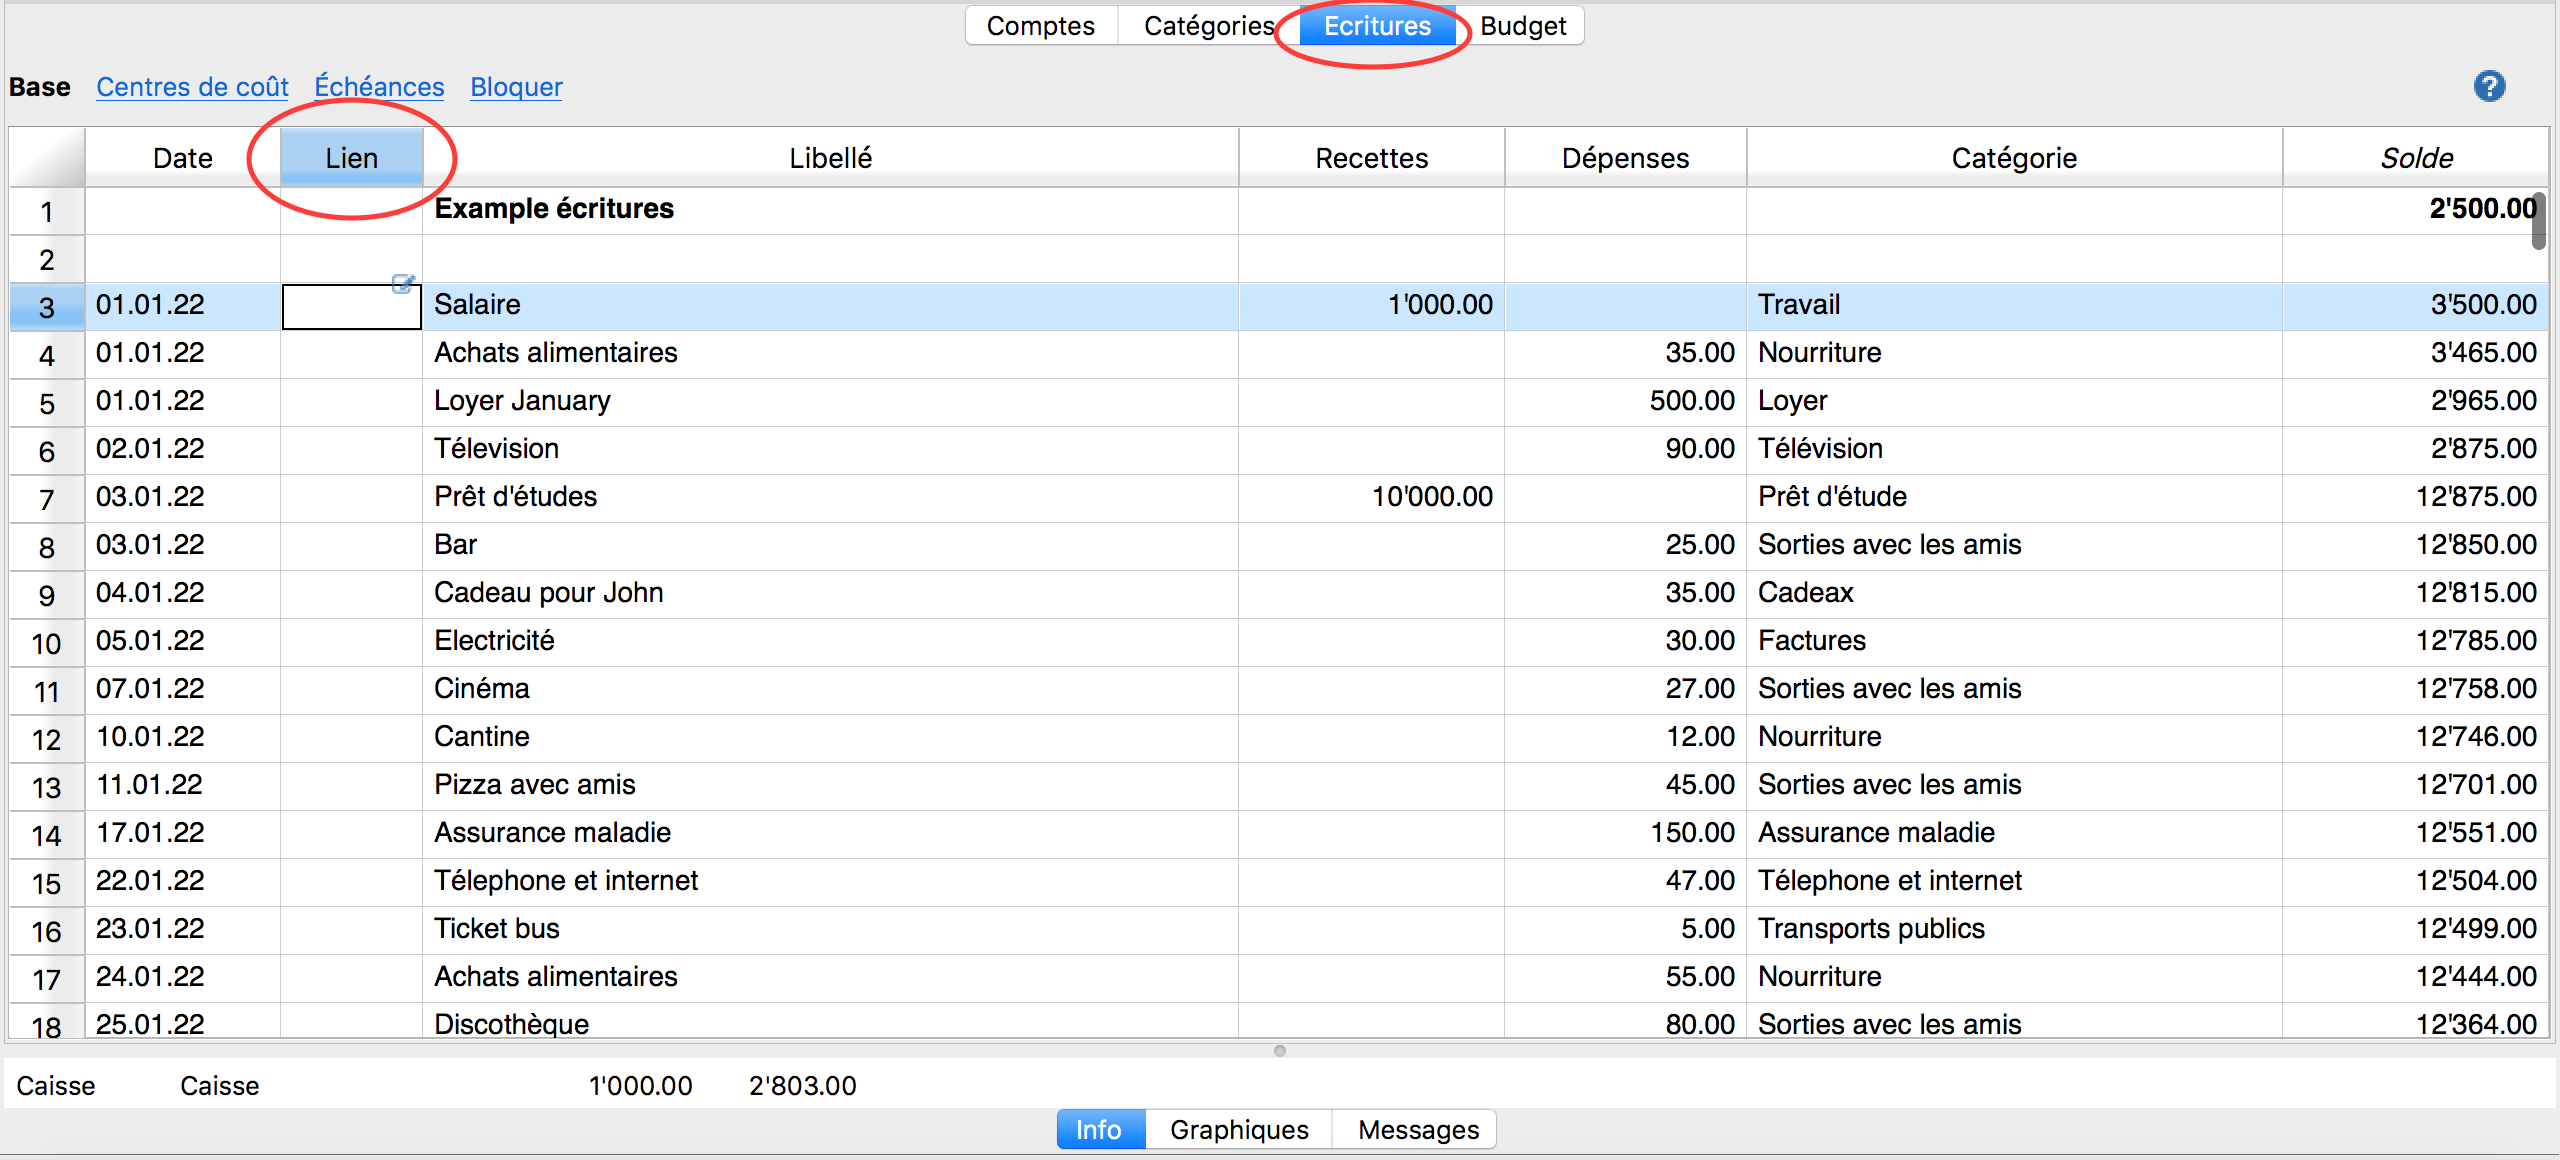 Comptes Catégories Ecritures Budget
Base Centres de coût Échéances Bloquer ?
Date Lien Libellé Recettes Dépenses Catégorie Solde
1 Example écritures 2'500.00
2
3 01.01.22 Salaire 1'000.00 Travail 3'500.00
4 01.01.22 Achats alimentaires 35.00 Nourriture 3'465.00
5 01.01.22 Loyer January 500.00 Loyer 2'965.00
6 02.01.22 Télevision 90.00 Télévision 2'875.00
7 03.01.22 Prêt d'études 10'000.00 Prêt d'étude 12'875.00
8 03.01.22 Bar 25.00 Sorties avec les amis 12'850.00
9 04.01.22 Cadeau pour John 35.00 Cadeax 12'815.00
10 05.01.22 Electricité 30.00 Factures 12'785.00
11 07.01.22 Cinéma 27.00 Sorties avec les amis 12'758.00
12 10.01.22 Cantine 12.00 Nourriture 12'746.00
13 11.01.22 Pizza avec amis 45.00 Sorties avec les amis 12'701.00
14 17.01.22 Assurance maladie 150.00 Assurance maladie 12'551.00
15 22.01.22 Télephone et internet 47.00 Télephone et internet 12'504.00
16 23.01.22 Ticket bus 5.00 Transports publics 12'499.00
17 24.01.22 Achats alimentaires 55.00 Nourriture 12'444.00
18 25.01.22 Discothèque 80.00 Sorties avec les amis 12'364.00
Caisse Caisse 1'000.00 2'803.00
Info Graphiques Messages